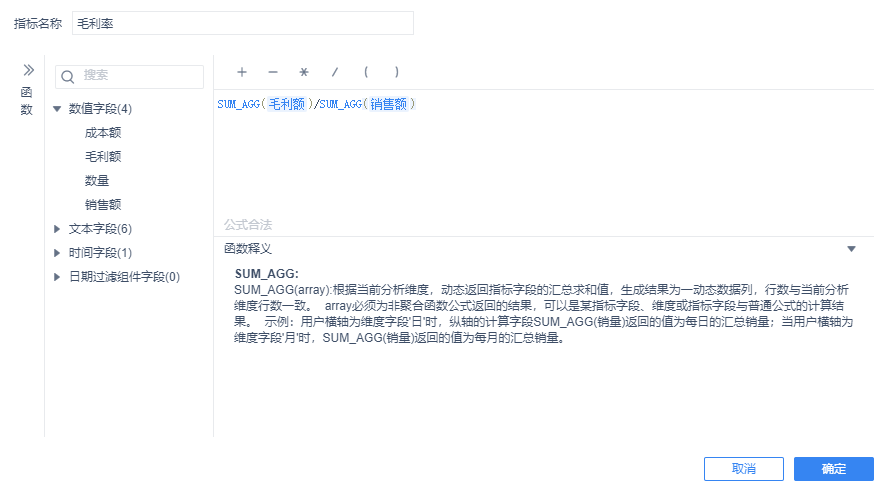 指标名称 毛利率
函数
搜索
+ − * / ( )
数值字段(4)
成本额
毛利额
数量
销售额
文本字段(6)
时间字段(1)
日期过滤组件字段(0)
SUM_AGG(毛利额)/SUM_AGG(销售额)
公式合法
函数释义
SUM_AGG:
SUM_AGG(array):根据当前分析维度，动态返回指标字段的汇总求和值，生成结果为一动态数据列，行数与当前分析
维度行数一致。 array必须为非聚合函数公式返回的结果，可以是某指标字段、维度或指标字段与普通公式的计算结
果。 示例：用户横轴为维度字段'日'时，纵轴的计算字段SUM_AGG(销量)返回的值为每日的汇总销量；当用户横轴为
维度字段'月'时，SUM_AGG(销量)返回的值为每月的汇总销量。
取消 确定